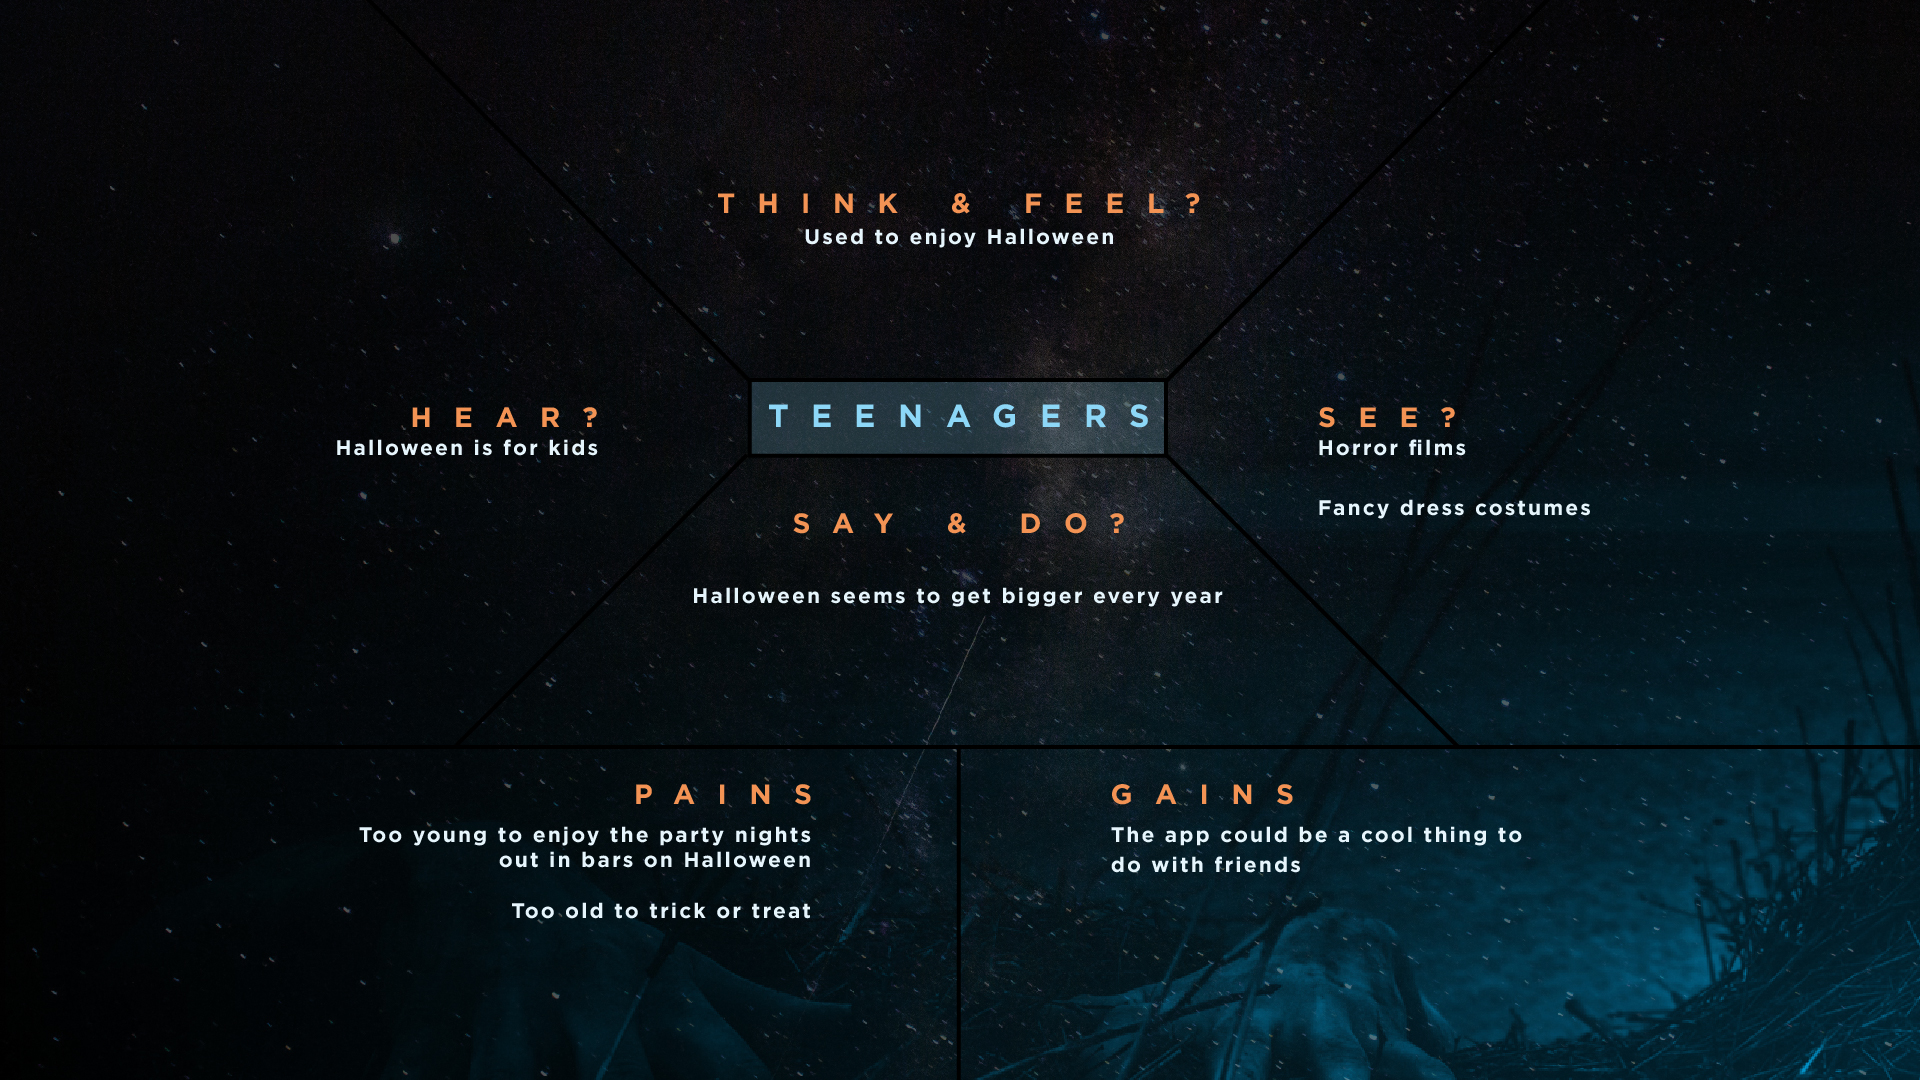 THINK & FEEL?
Used to enjoy Halloween
HEAR?
Halloween is for kids
TEENAGERS
SEE?
Horror films
Fancy dress costumes
SAY & DO?
Halloween seems to get bigger every year
PAINS
Too young to enjoy the party nights
out in bars on Halloween
Too old to trick or treat
GAINS
The app could be a cool thing to
do with friends